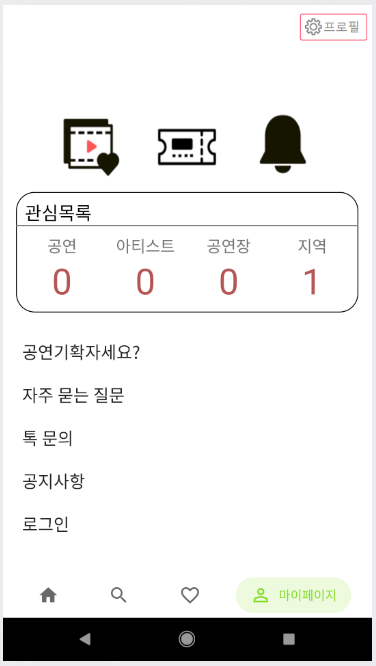 프로필
관심목록
공연 아티스트 공연장 지역
0 0 0 1
공연기확자세요?
자주 묻는 질문
톡 문의
공지사항
로그인
마이페이지